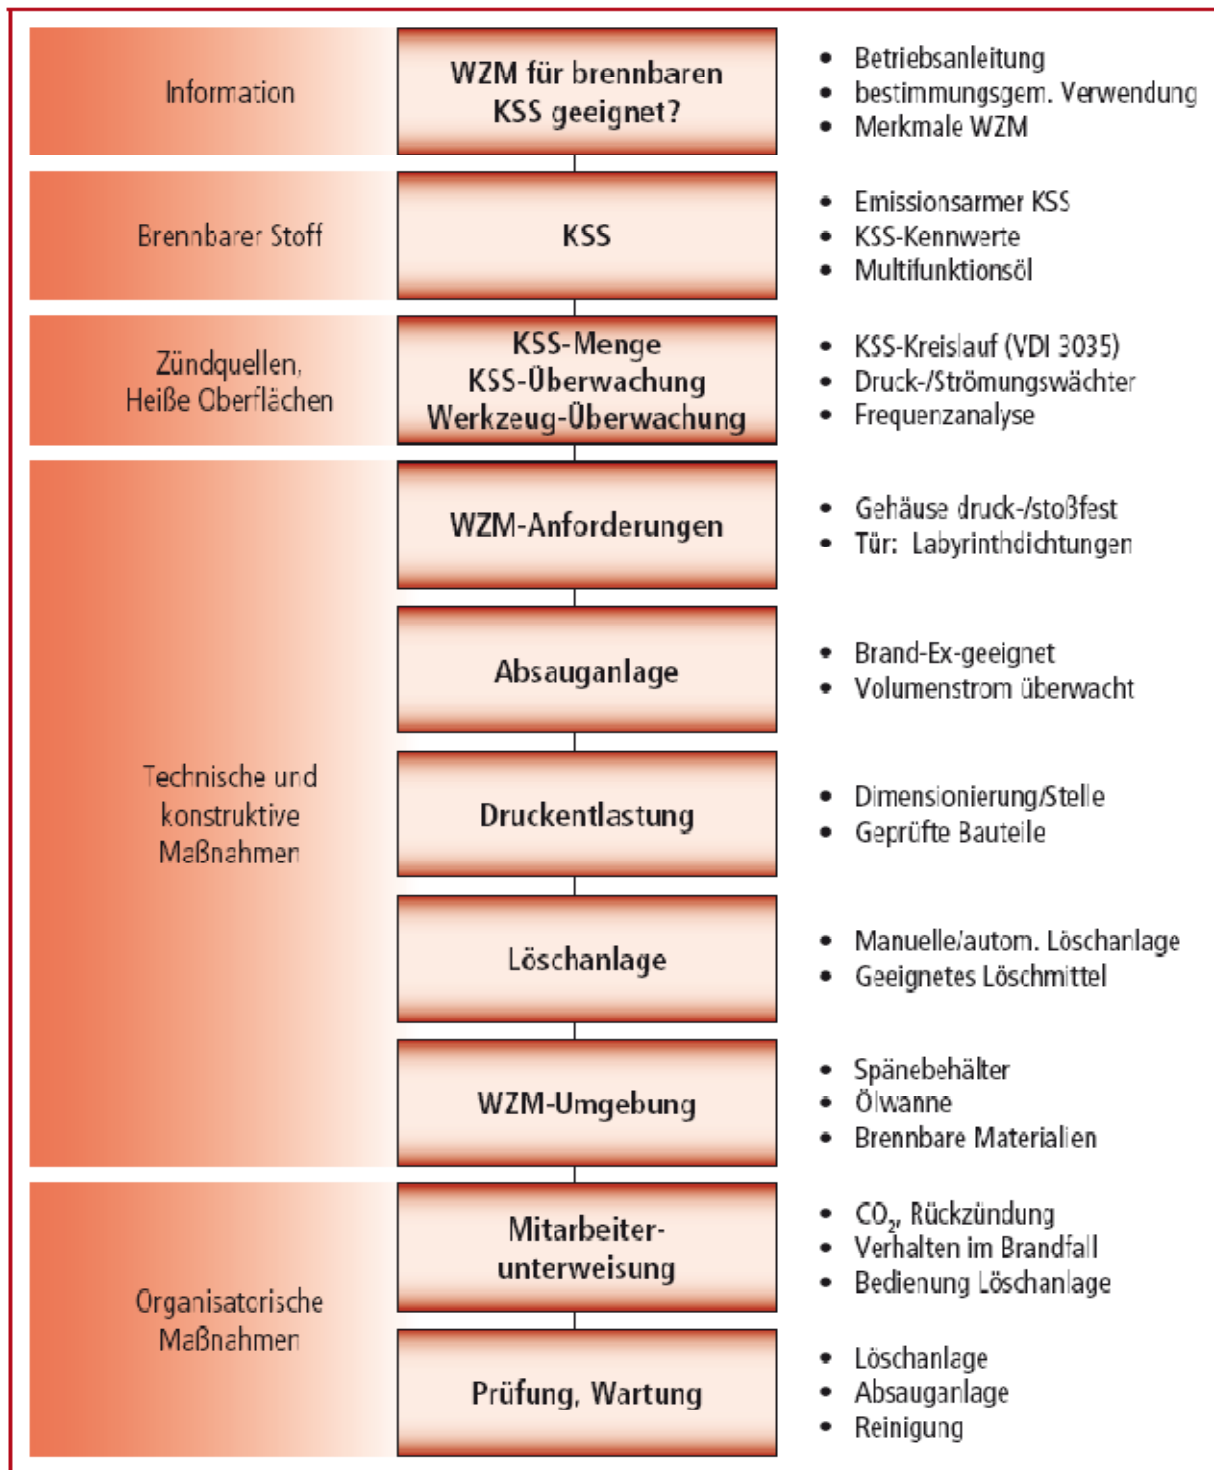 Information
WZM für brennbaren
KSS geeignet?
• Betriebsanleitung
• bestimmungsgem. Verwendung
• Merkmale WZM
Brennbarer Stoff
KSS
• Emissionsarmer KSS
• KSS-Kennwerte
• Multifunktionsöl
Zündquellen,
Heiße Oberflächen
KSS-Menge
KSS-Überwachung
Werkzeug-Überwachung
• KSS-Kreislauf (VDI 3035)
• Druck-/Strömungswächter
• Frequenzanalyse
Technische und
konstruktive
Maßnahmen
WZM-Anforderungen
• Gehäuse druck-/stoßfest
• Tür: Labyrinthdichtungen
Absauganlage
• Brand-Ex-geeignet
• Volumenstrom überwacht
Druckentlastung
• Dimensionierung/Stelle
• Geprüfte Bauteile
Löschanlage
• Manuelle/autom. Löschanlage
• Geeignetes Löschmittel
WZM-Umgebung
• Spänebehälter
• Ölwanne
• Brennbare Materialien
Organisatorische
Maßnahmen
Mitarbeiter-
unterweisung
• CO₂, Rückzündung
• Verhalten im Brandfall
• Bedienung Löschanlage
Prüfung, Wartung
• Löschanlage
• Absauganlage
• Reinigung